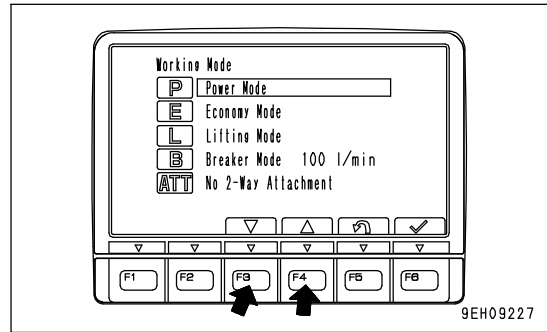 Working Mode
P Power Mode
E Economy Mode
L Lifting Mode
B Breaker Mode 100 l/min
ATT No 2-Way Attachment
F1 F2 F3 F4 F5 F6
9EH09227